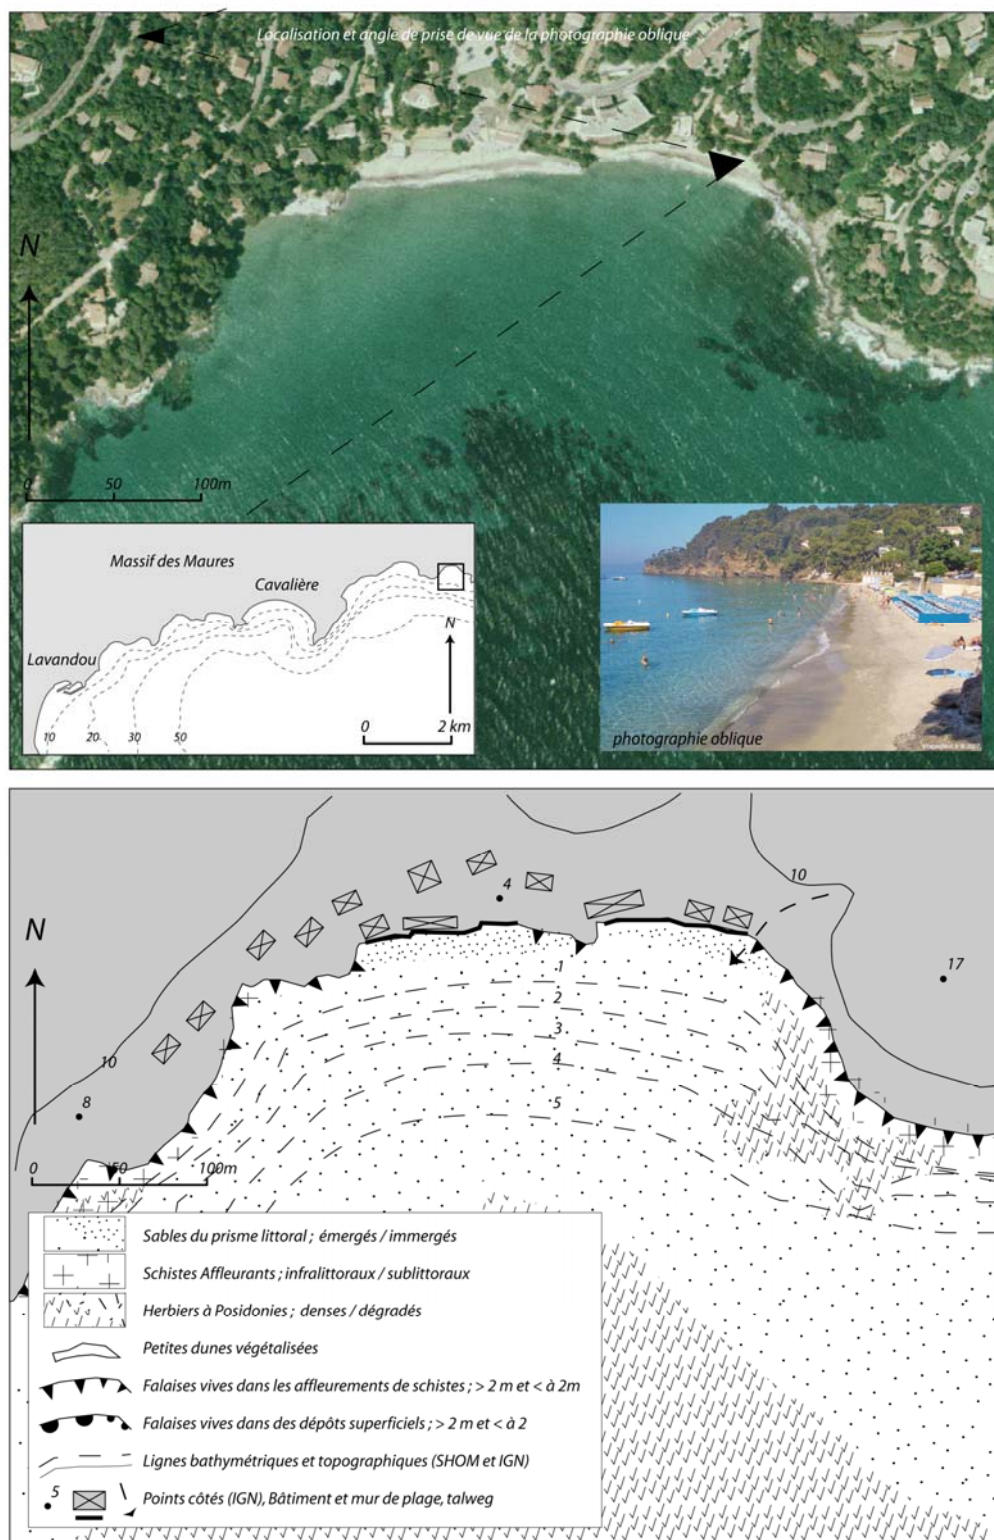 Localisation et angle de prise de vue de la photographie oblique
N
0 50 100m
Massif des Maures
Cavalière
N
Lavandou
10 20 30 50
0 2 km
photographie oblique
10
4
N
17
1
2
3
4
5
10
8
0 50 100m
Sables du prisme littoral ; émergés / immergés
Schistes Affleurants ; infralittoraux / sublittoraux
Herbiers à Posidonies ; denses / dégradés
Petites dunes végétalisées
Falaises vives dans les affleurements de schistes ; > 2 m et < à 2m
Falaises vives dans des dépôts superficiels ; > 2 m et < à 2
Lignes bathymétriques et topographiques (SHOM et IGN)
5 Points côtés (IGN), Bâtiment et mur de plage, talweg